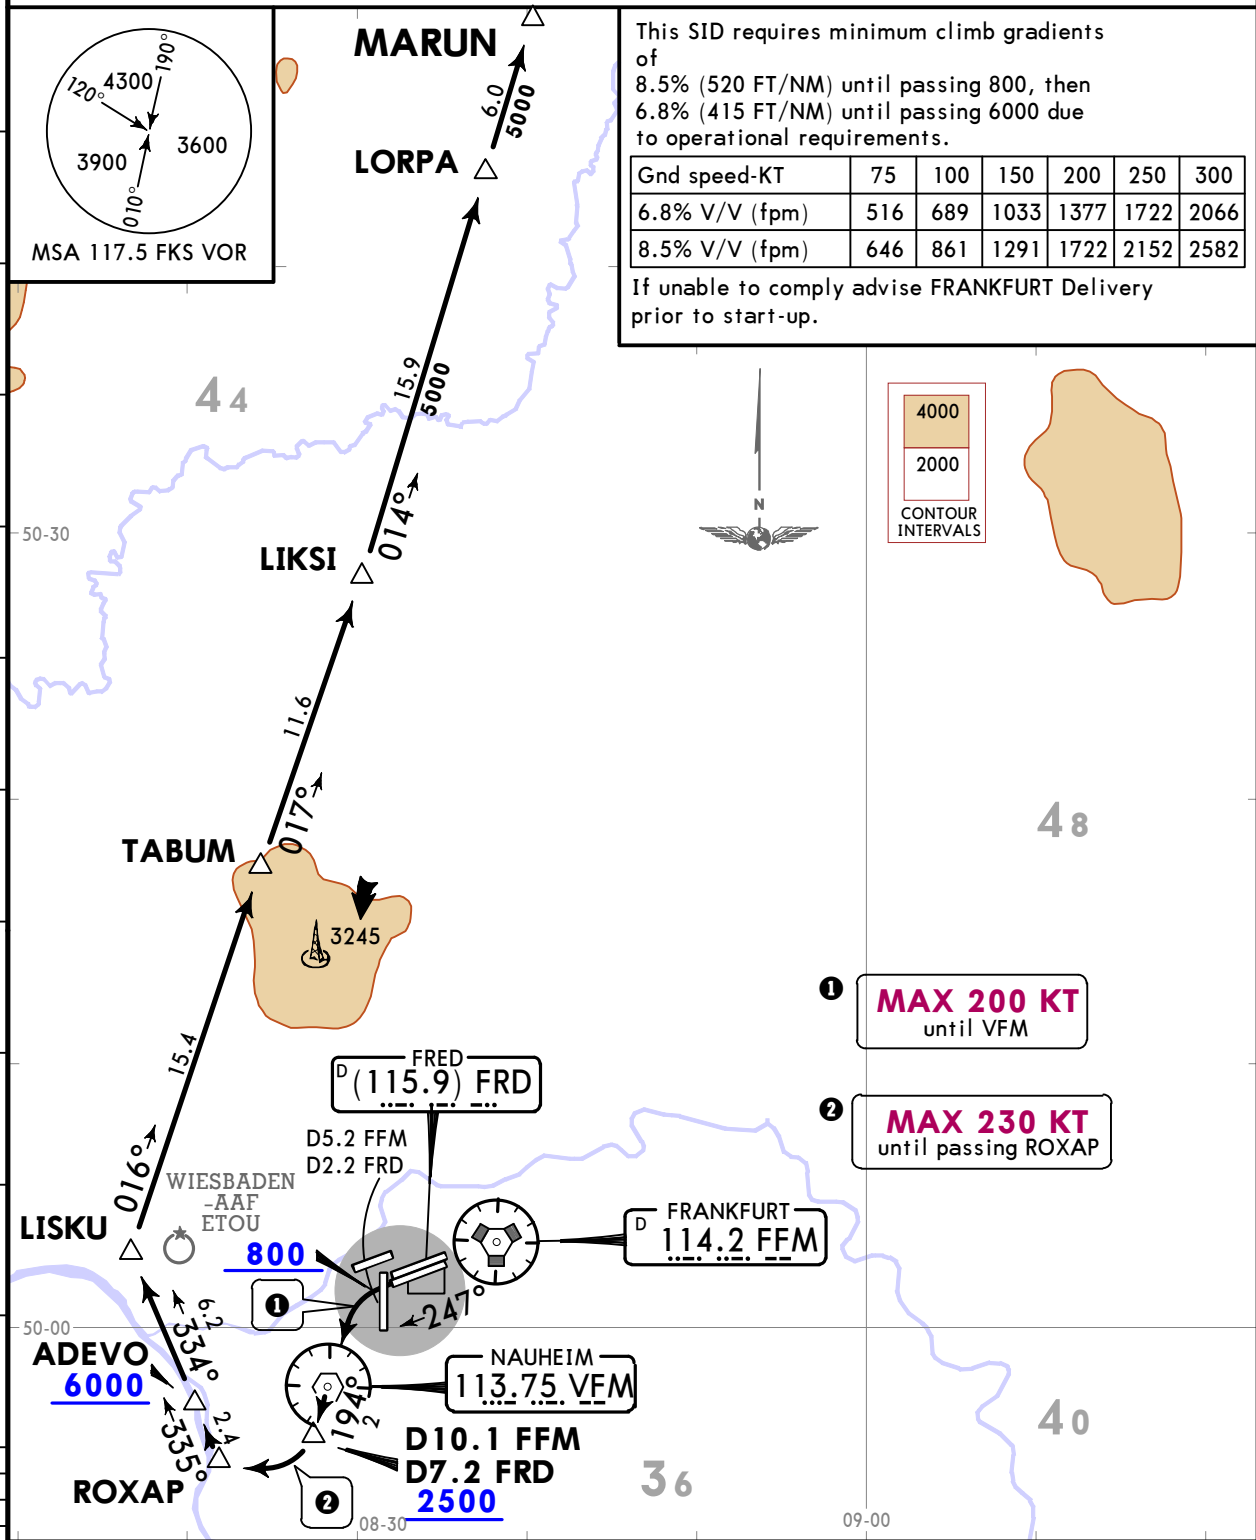 MARUN
190°
4300
120°
3900
3600
010°
MSA 117.5 FKS VOR
This SID requires minimum climb gradients
of
8.5% (520 FT/NM) until passing 800, then
6.8% (415 FT/NM) until passing 6000 due
to operational requirements.
Gnd speed-KT 75 100 150 200 250 300
6.8% V/V (fpm) 516 689 1033 1377 1722 2066
8.5% V/V (fpm) 646 861 1291 1722 2152 2582
If unable to comply advise FRANKFURT Delivery
prior to start-up.
6.0
5000
LORPA
15.9
5000
44
4000
2000
CONTOUR
INTERVALS
N
014°
50-30
LIKSI
11.6
017°
48
TABUM
3245
1 MAX 200 KT
until VFM
15.4
FRED
D (115.9) FRD
2 MAX 230 KT
until passing ROXAP
D5.2 FFM
D2.2 FRD
016°
WIESBADEN
-AAF
ETOU
LISKU
FRANKFURT
D 114.2 FFM
800
1
247°
6.2
334°
50-00
ADEVO
6000
NAUHEIM
113.75 VFM
194°
2
2.4
335°
D10.1 FFM
D7.2 FRD
2500
40
36
ROXAP
2
08-30
09-00